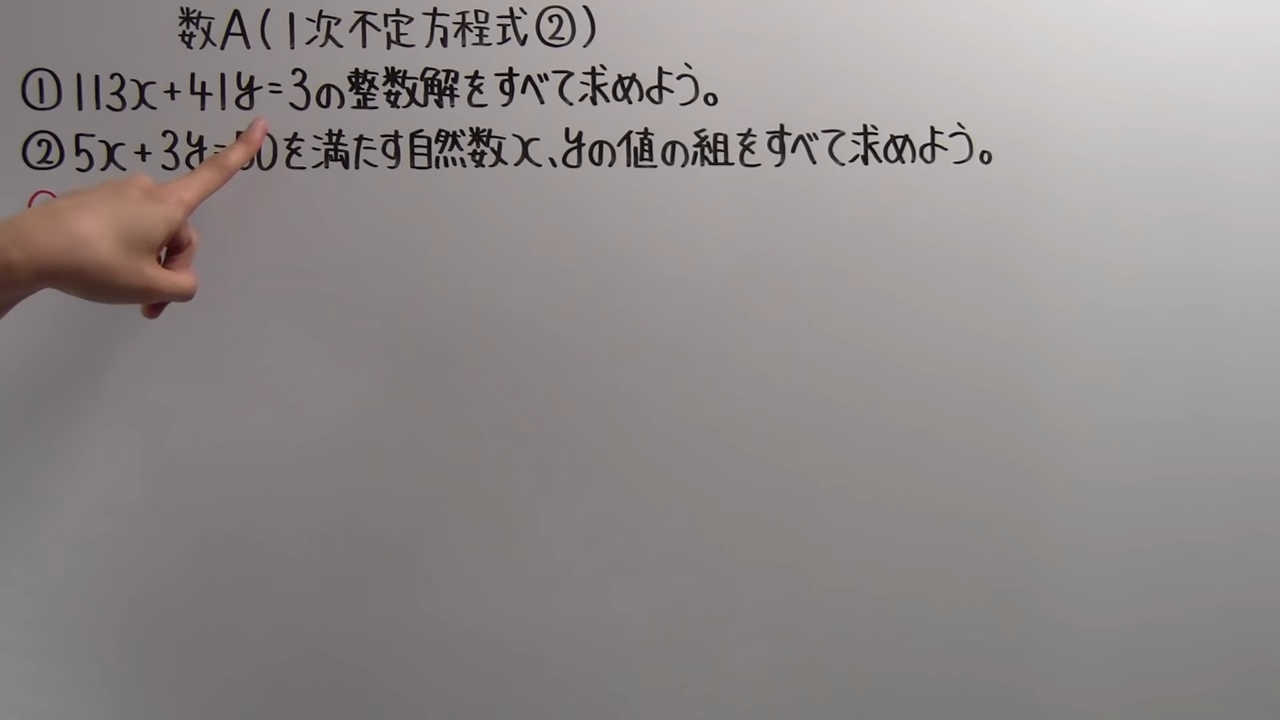 数A(1次不定方程式②)
①113x+41y=3の整数解をすべて求めよう。
②5x+3y=50を満たす自然数x、yの値の組をすべて求めよう。